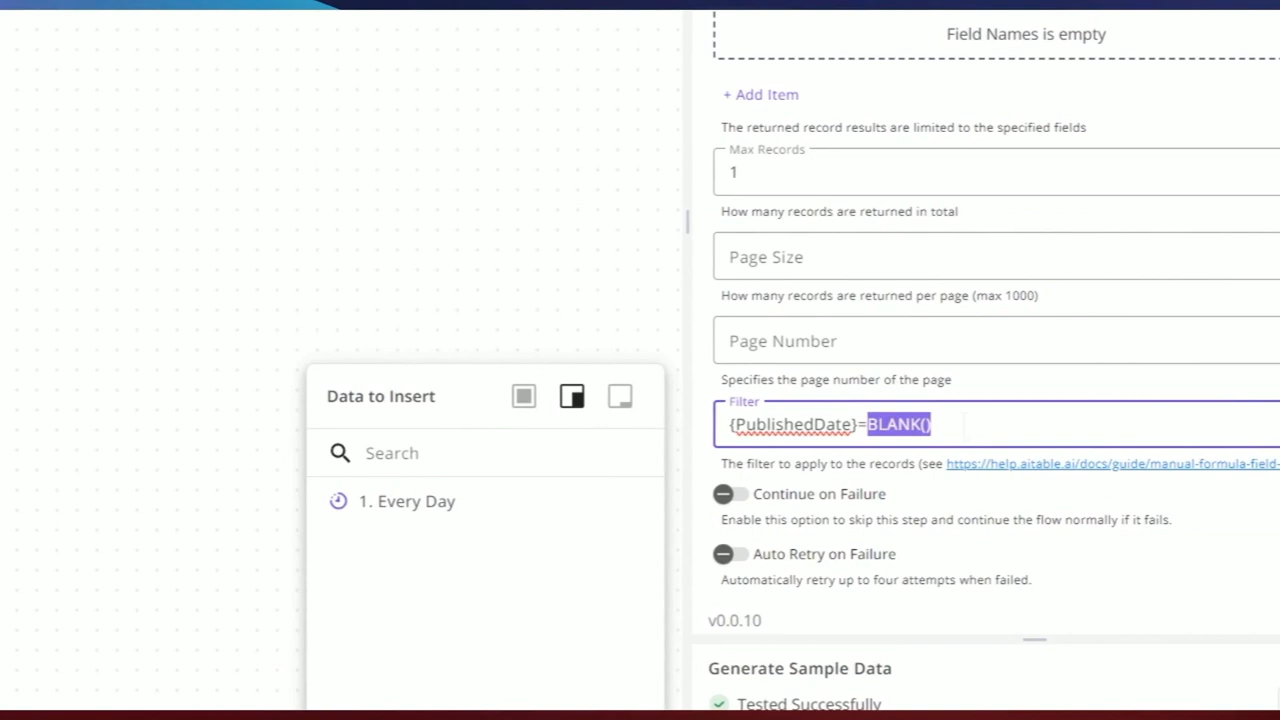 Field Names is empty
+ Add Item
The returned record results are limited to the specified fields
Max Records
1
How many records are returned in total
Page Size
How many records are returned per page (max 1000)
Page Number
Specifies the page number of the page
Filter
{PublishedDate}=BLANK()
The filter to apply to the records (see https://help.aitable.ai/docs/guide/manual-formula-field-
Continue on Failure
Enable this option to skip this step and continue the flow normally if it fails.
Auto Retry on Failure
Automatically retry up to four attempts when failed.
v0.0.10
Generate Sample Data
Tested Successfully
Data to Insert
Search
1. Every Day